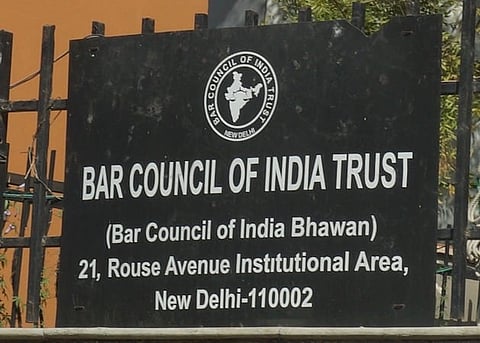 BAR COUNCIL OF INDIA TRUST
NEW DELHI
BAR COUNCIL OF INDIA TRUST
(Bar Council of India Bhawan)
21, Rouse Avenue Institutional Area,
New Delhi-110002